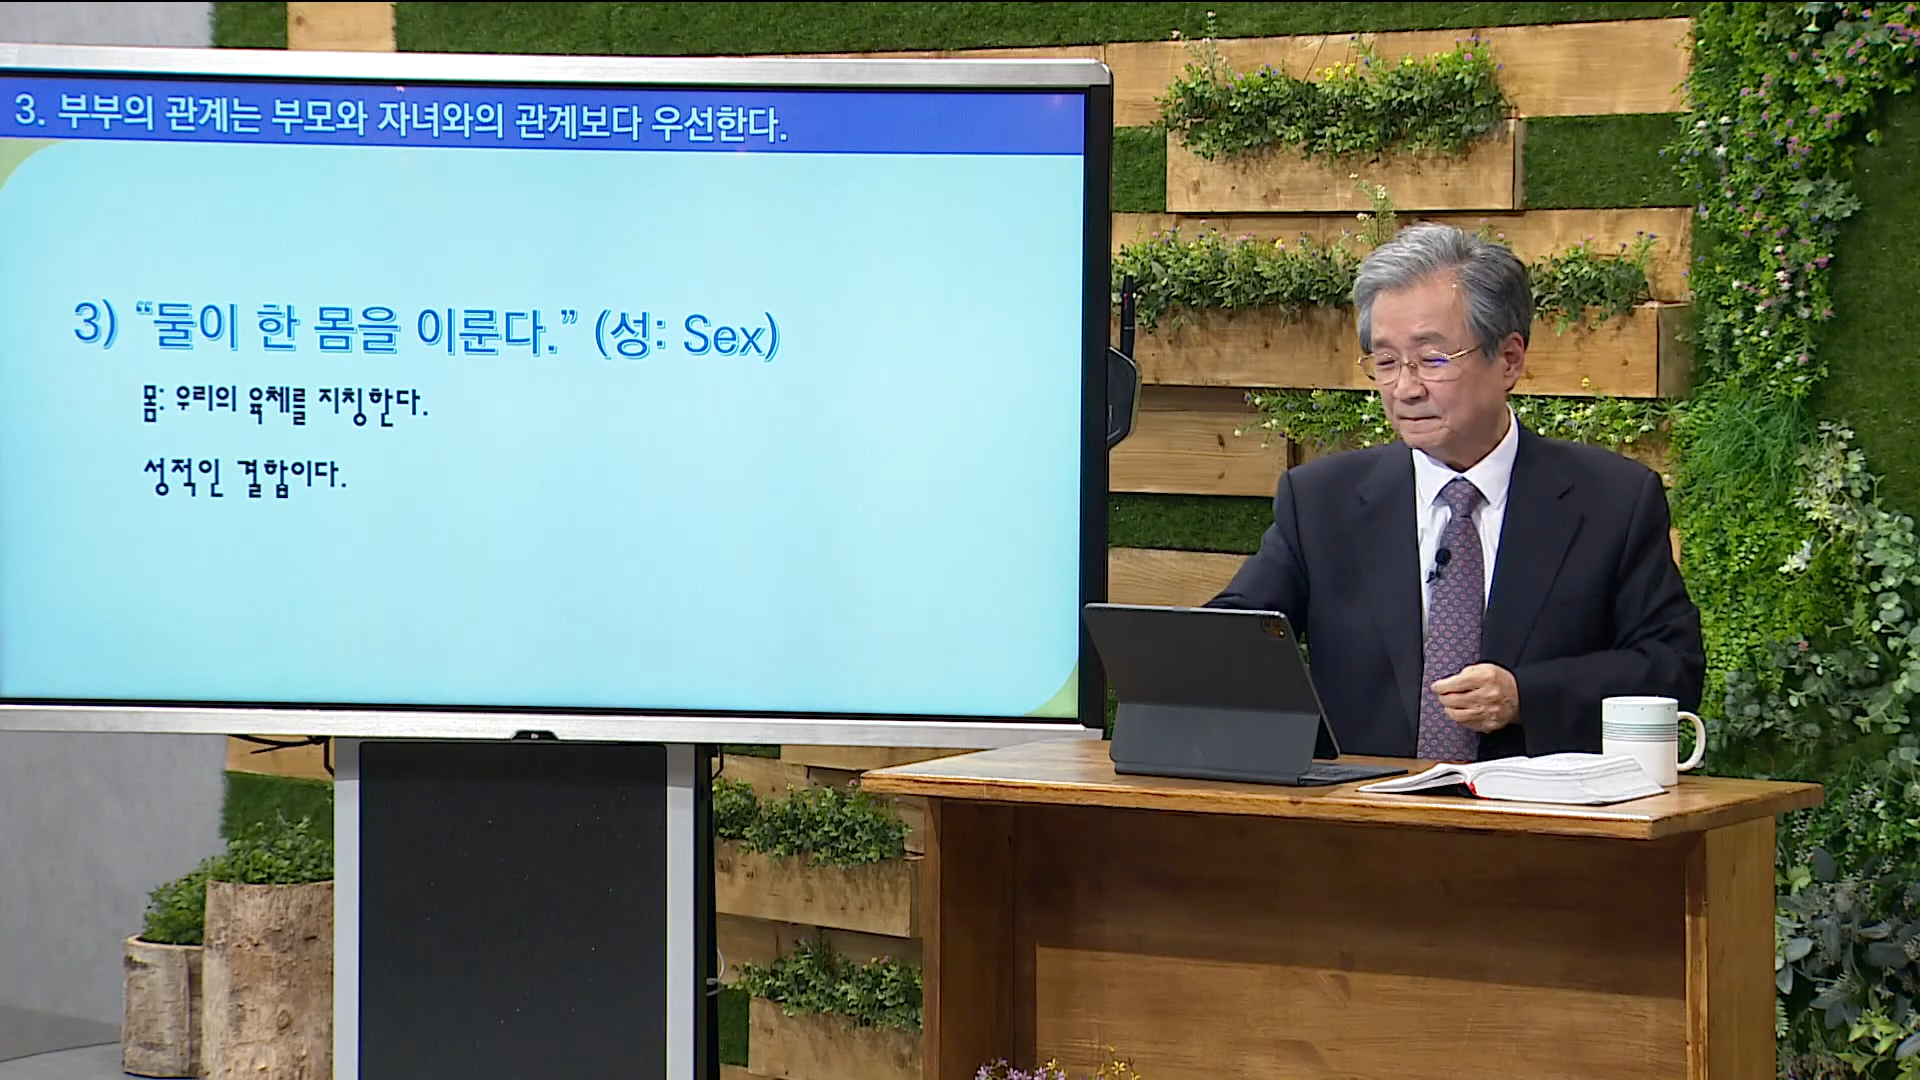 3. 부부의 관계는 부모와 자녀와의 관계보다 우선한다.
3) “둘이 한 몸을 이룬다.” (성: Sex)
몸: 우리의 육체를 지칭한다.
성적인 결합이다.